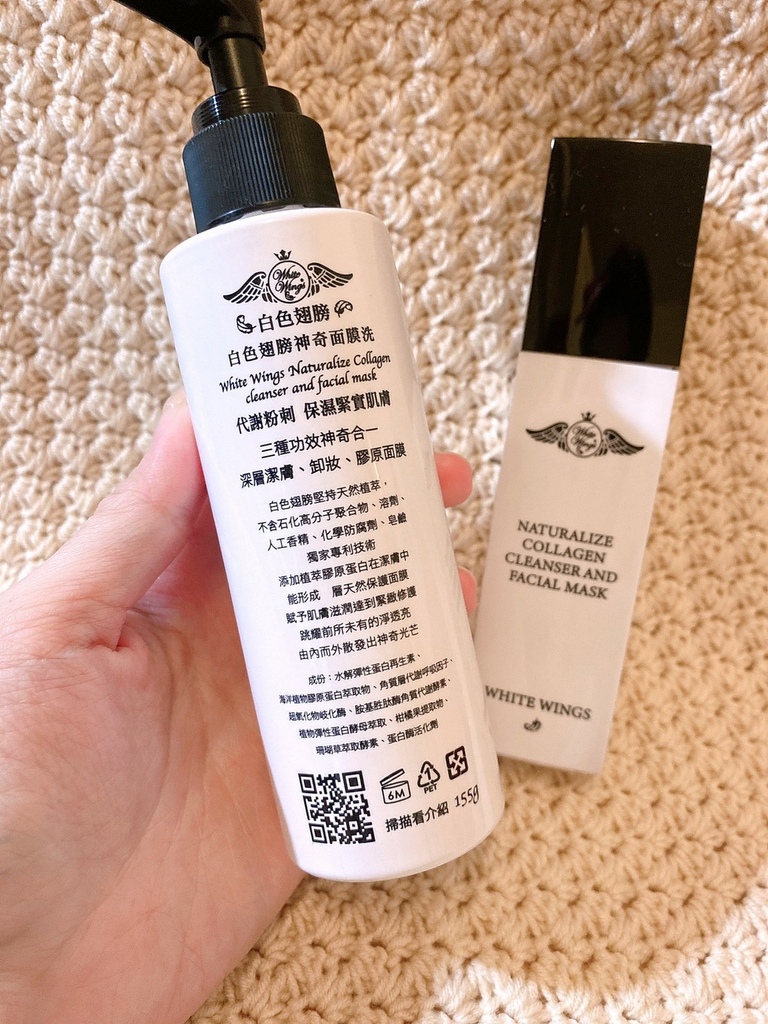 White
Wings
白色翅膀
白色翅膀神奇面膜洗
White Wings Naturalize Collagen
cleanser and facial mask
代謝粉刺 保濕緊實肌膚
三種功效神奇合一
深層潔膚、卸妝、膠原面膜
白色翅膀堅持天然植萃,
不含石化高分子聚合物、溶劑、
人工香精、化學防腐劑、皂鹼
獨家專利技術
添加植萃膠原蛋白在潔膚中
能形成 層天然保護面膜
賦予肌膚滋潤達到緊緻修護
跳耀前所未有的淨透亮
由內而外散發出神奇光芒
成份:水解彈性蛋白再生素、
海洋植物膠原蛋白萃取物、角質層代謝呼吸因子、
超氧化物岐化酶、胺基胜肽酶角質代謝酵素、
植物彈性蛋白酵母萃取、柑橘果提取物、
珊瑚草萃取酵素、蛋白酶活化劑
6M
1
PET
掃描看介紹 155g
White
Wings
NATURALIZE
COLLAGEN
CLEANSER AND
FACIAL MASK
WHITE WINGS